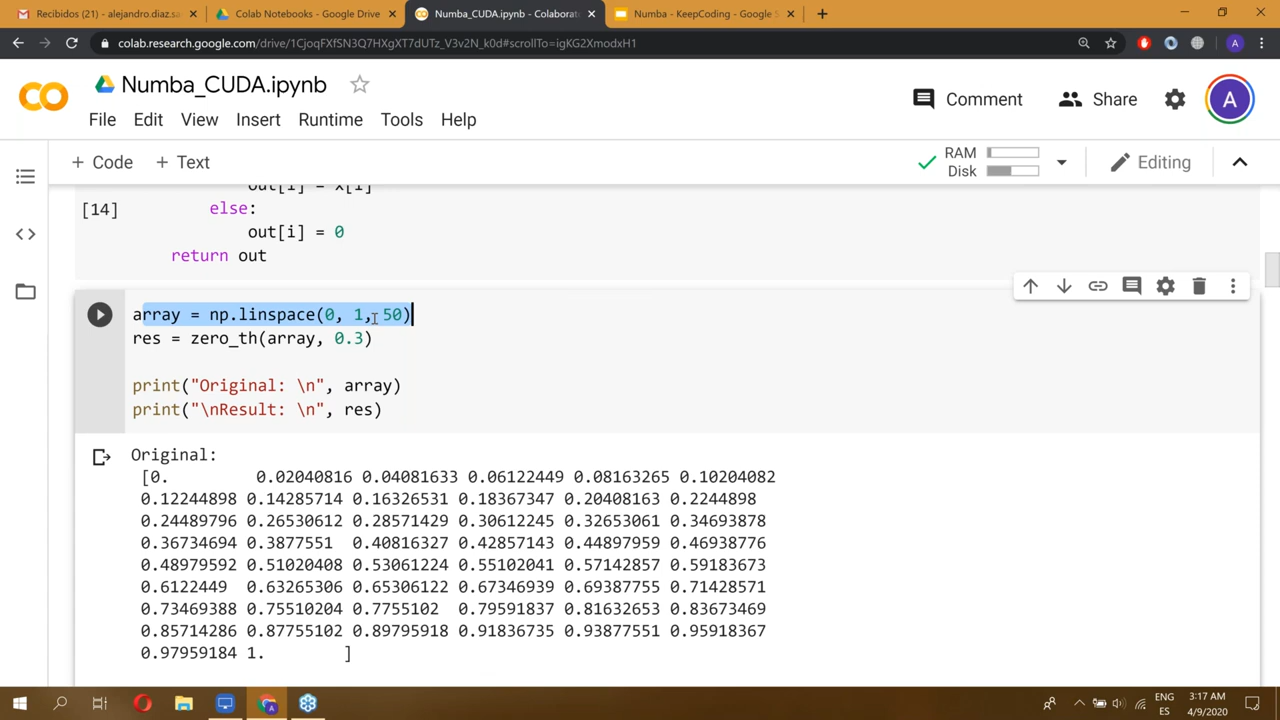 Recibidos (21) - alejandro.diaz.sa
Colab Notebooks - Google Drive
Numba_CUDA.ipynb - Colaborat
Numba - KeepCoding - Google S
colab.research.google.com/drive/1CjoqFXfSN3Q7HXgXT7dUTz_V3v2N_k0d#scrollTo=igKG2XmodxH1
A
CO
Numba_CUDA.ipynb
Comment
Share
A
File Edit View Insert Runtime Tools Help
+ Code + Text
RAM
Disk
Editing
out[i] = x[i]
[14]
else:
out[i] = 0
return out
array = np.linspace(0, 1, 50)
res = zero_th(array, 0.3)
print("Original: \n", array)
print("\nResult: \n", res)
Original:
[0. 0.02040816 0.04081633 0.06122449 0.08163265 0.10204082
0.12244898 0.14285714 0.16326531 0.18367347 0.20408163 0.2244898
0.24489796 0.26530612 0.28571429 0.30612245 0.32653061 0.34693878
0.36734694 0.3877551 0.40816327 0.42857143 0.44897959 0.46938776
0.48979592 0.51020408 0.53061224 0.55102041 0.57142857 0.59183673
0.6122449 0.63265306 0.65306122 0.67346939 0.69387755 0.71428571
0.73469388 0.75510204 0.7755102 0.79591837 0.81632653 0.83673469
0.85714286 0.87755102 0.89795918 0.91836735 0.93877551 0.95918367
0.97959184 1. ]
ENG
ES
3:17 AM
4/9/2020